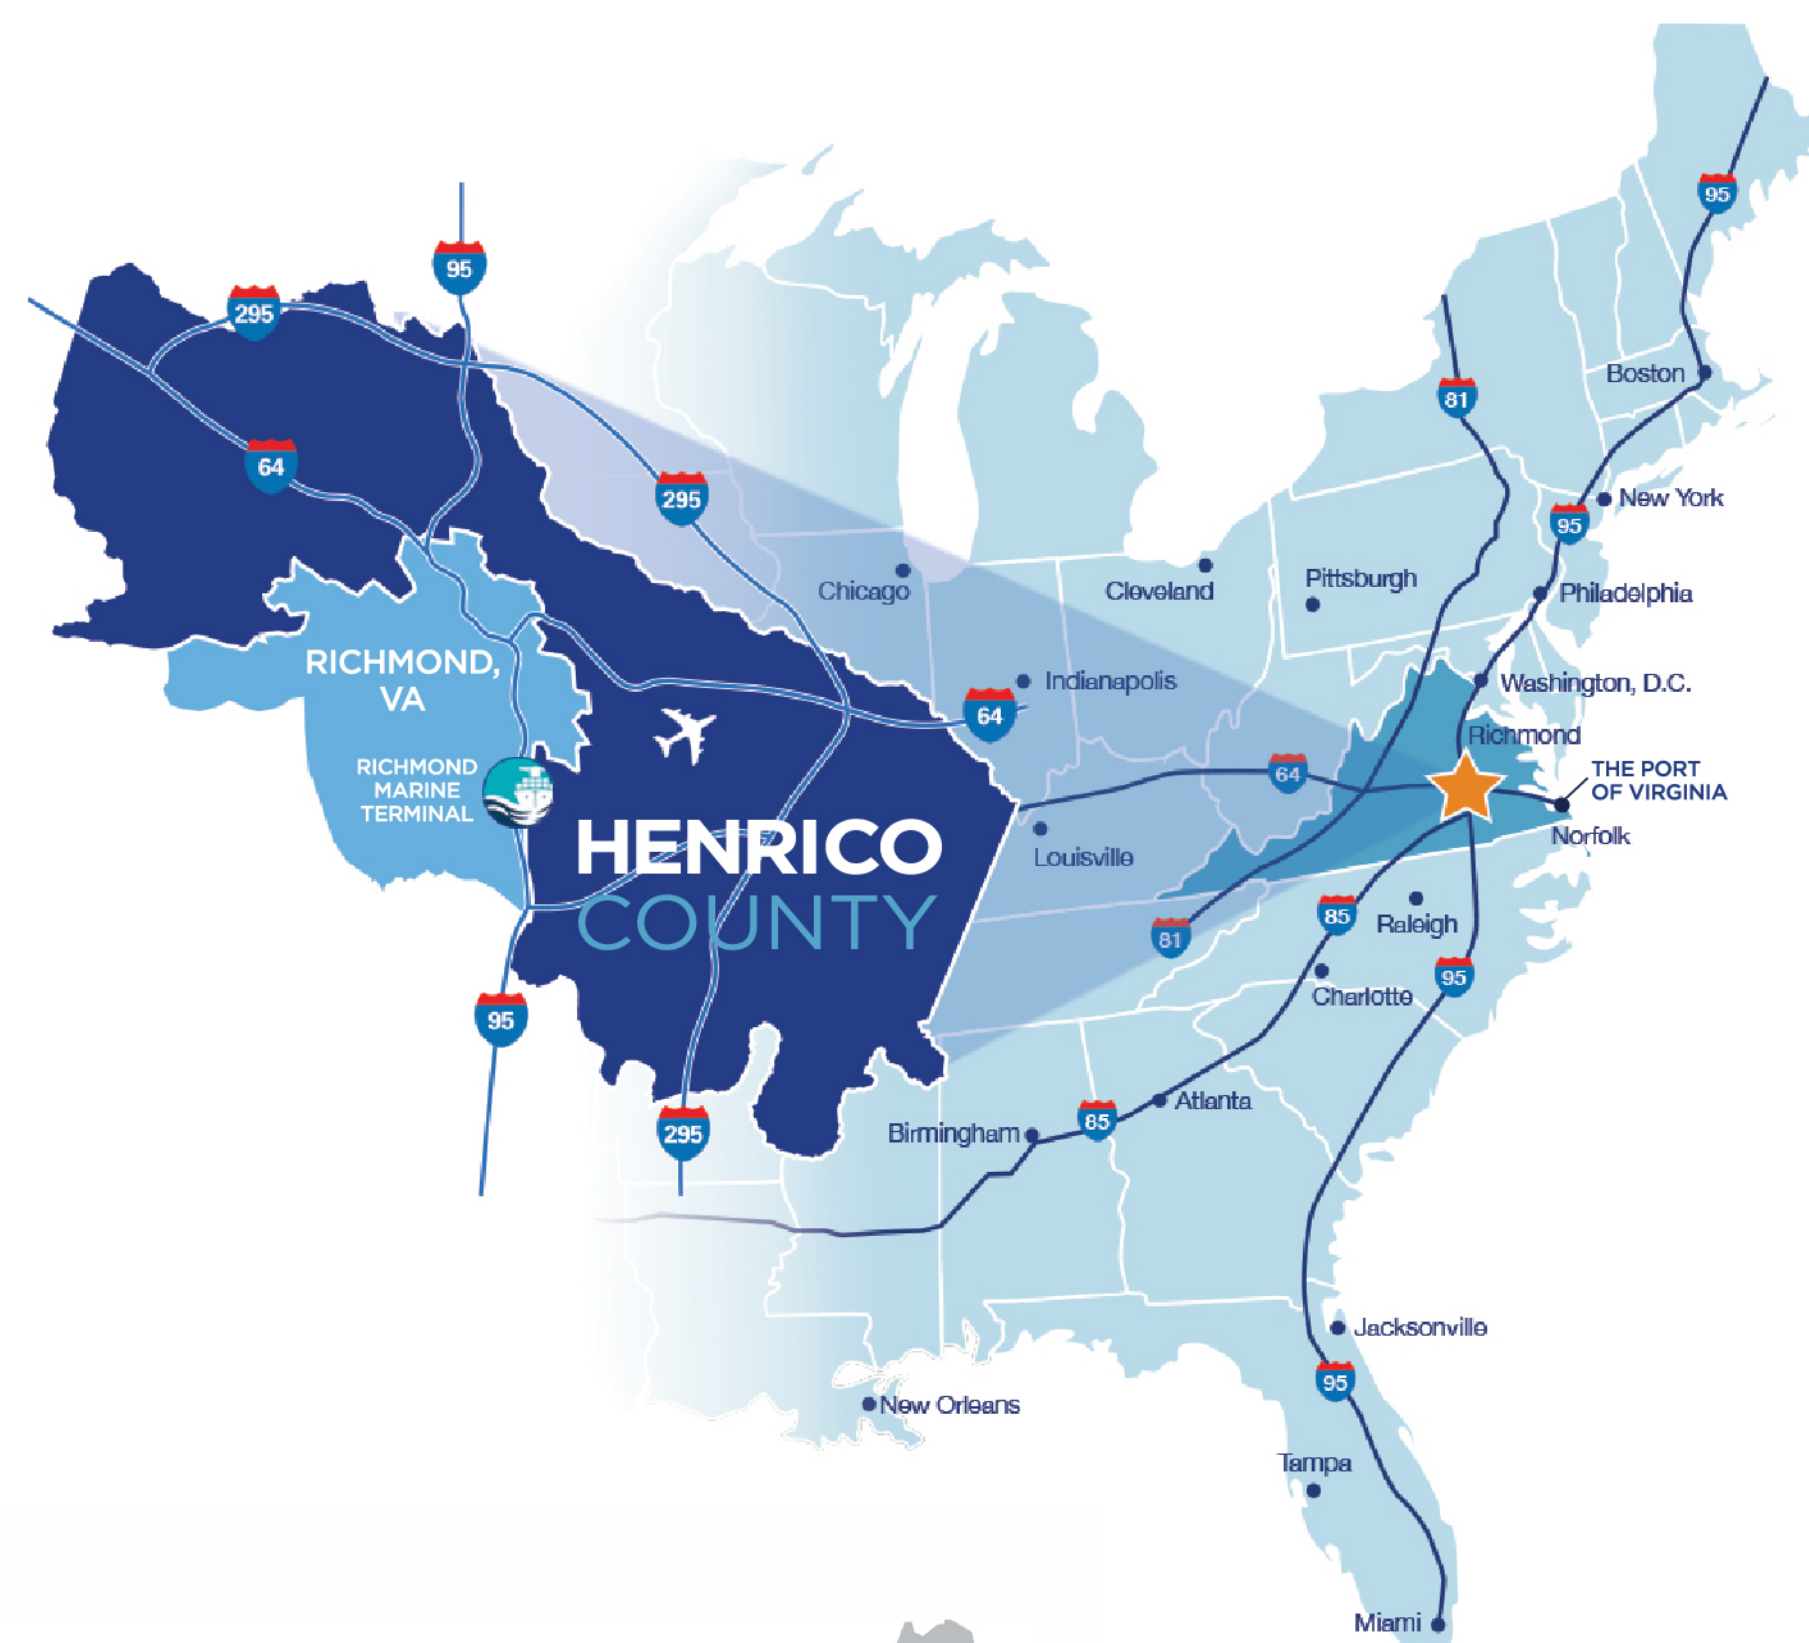 95
95
295
81
Boston
64
295
New York
95
Chicago
Cleveland
Pittsburgh
Philadelphia
RICHMOND,
VA
Indianapolis
Washington, D.C.
64
Richmond
RICHMOND
MARINE
TERMINAL
64
THE PORT
OF VIRGINIA
Norfolk
HENRICO
COUNTY
Louisville
85
Raleigh
81
95
Charlotte
95
Atlanta
85
Birmingham
295
Jacksonville
95
New Orleans
Tampa
Miami